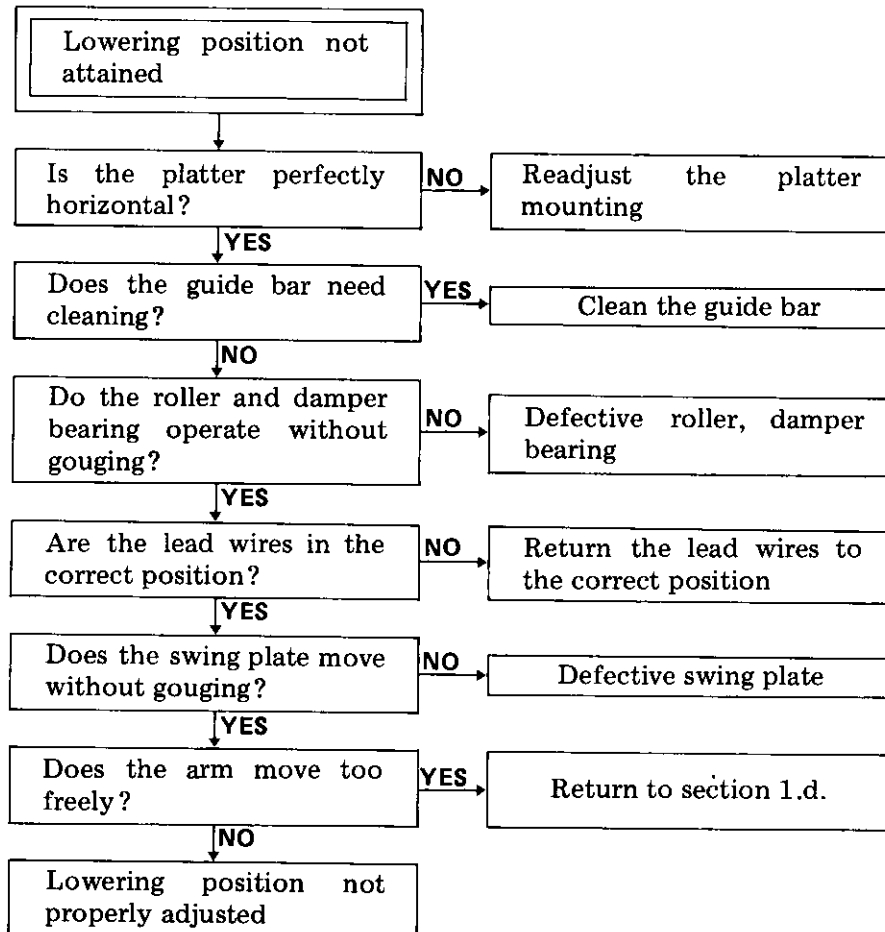 Lowering position not
attained
Is the platter perfectly
horizontal?
NO
Readjust the platter
mounting
YES
Does the guide bar need
cleaning?
YES
Clean the guide bar
NO
Do the roller and damper
bearing operate without
gouging?
NO
Defective roller, damper
bearing
YES
Are the lead wires in the
correct position?
NO
Return the lead wires to
the correct position
YES
Does the swing plate move
without gouging?
NO
Defective swing plate
YES
Does the arm move too
freely?
YES
Return to section 1.d.
NO
Lowering position not
properly adjusted